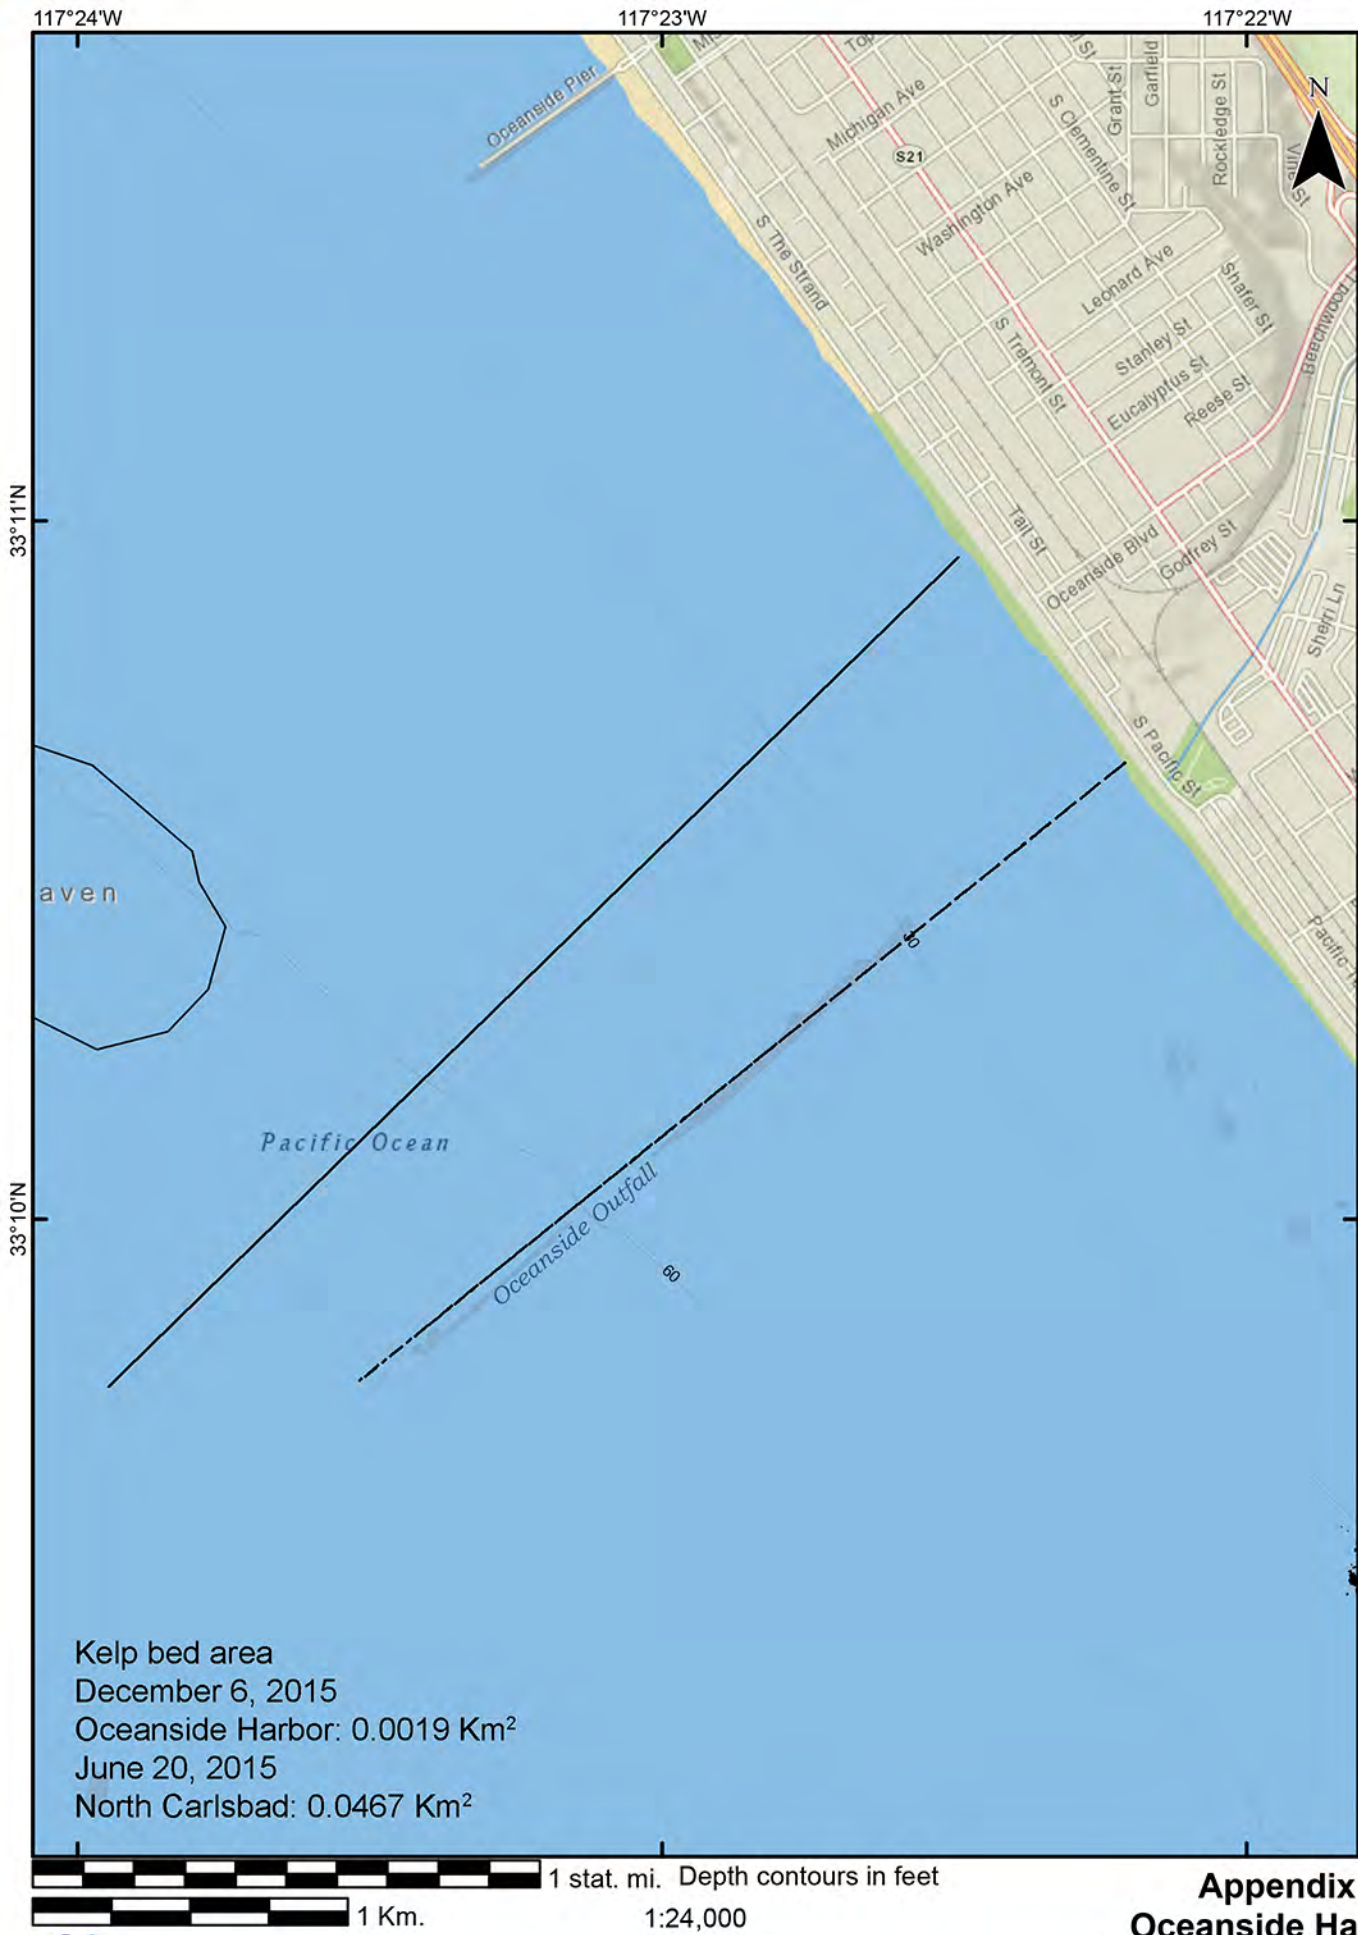 117°24'W
117°23'W
117°22'W
N
Oceanside Pier
Michigan Ave
S21
S Clementine St
Grant St
Garfield
Rockledge St
Washington Ave
S The Strand
Leonard Ave
Shafer St
Stanley St
S Tremont St
Eucalyptus St
Reese St
Beechwood
33°11'N
Tait St
Oceanside Blvd
Godfrey St
Sherri Ln
S Pacific St
aven
Pacific
30
Pacific Ocean
33°10'N
Oceanside Outfall
60
Kelp bed area
December 6, 2015
Oceanside Harbor: 0.0019 Km²
June 20, 2015
North Carlsbad: 0.0467 Km²
1 stat. mi. Depth contours in feet
1 Km.
1:24,000
Appendix
Oceanside Ha